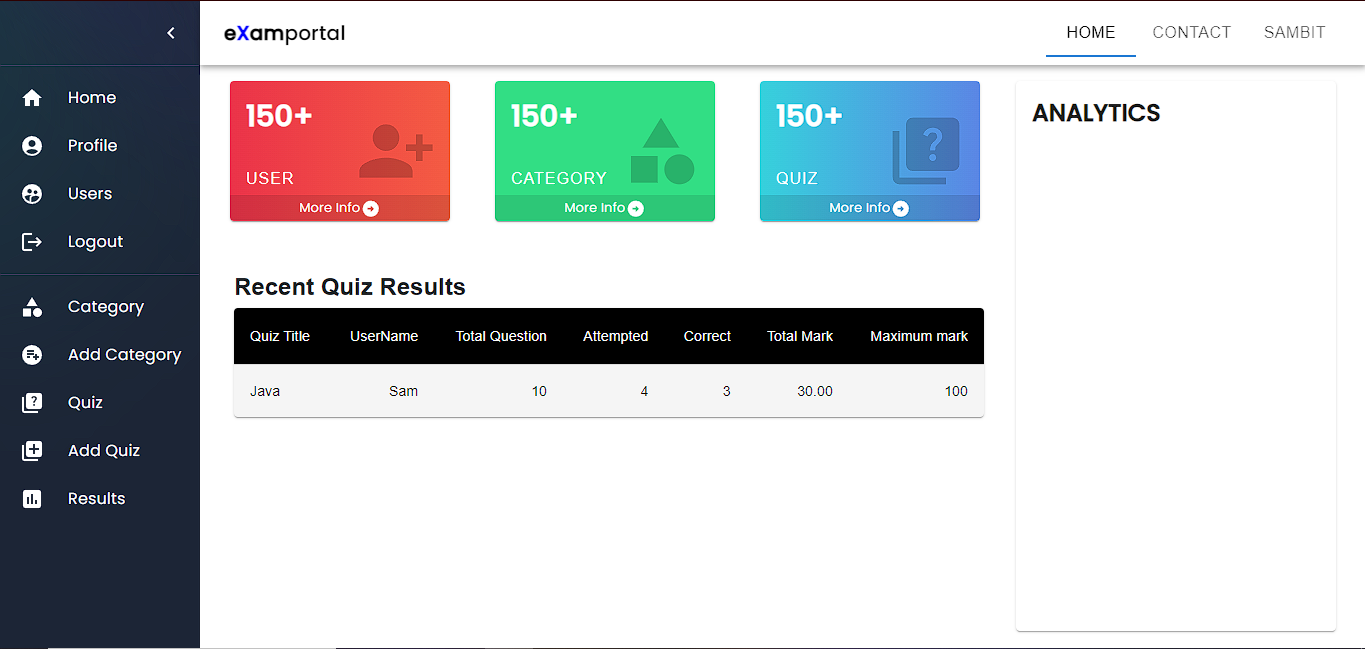 eXamportal
HOME CONTACT SAMBIT
Home
Profile
Users
Logout
Category
Add Category
Quiz
Add Quiz
Results
150+
USER
More Info
150+
CATEGORY
More Info
150+
?
QUIZ
More Info
ANALYTICS
Recent Quiz Results
Quiz Title UserName Total Question Attempted Correct Total Mark Maximum mark
Java Sam 10 4 3 30.00 100